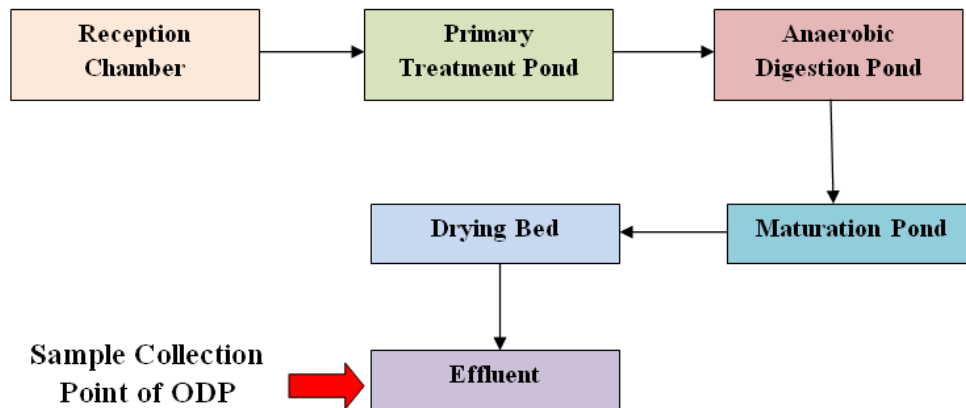 Reception
Chamber
Primary
Treatment Pond
Anaerobic
Digestion Pond
Maturation Pond
Drying Bed
Effluent
Sample Collection
Point of ODP